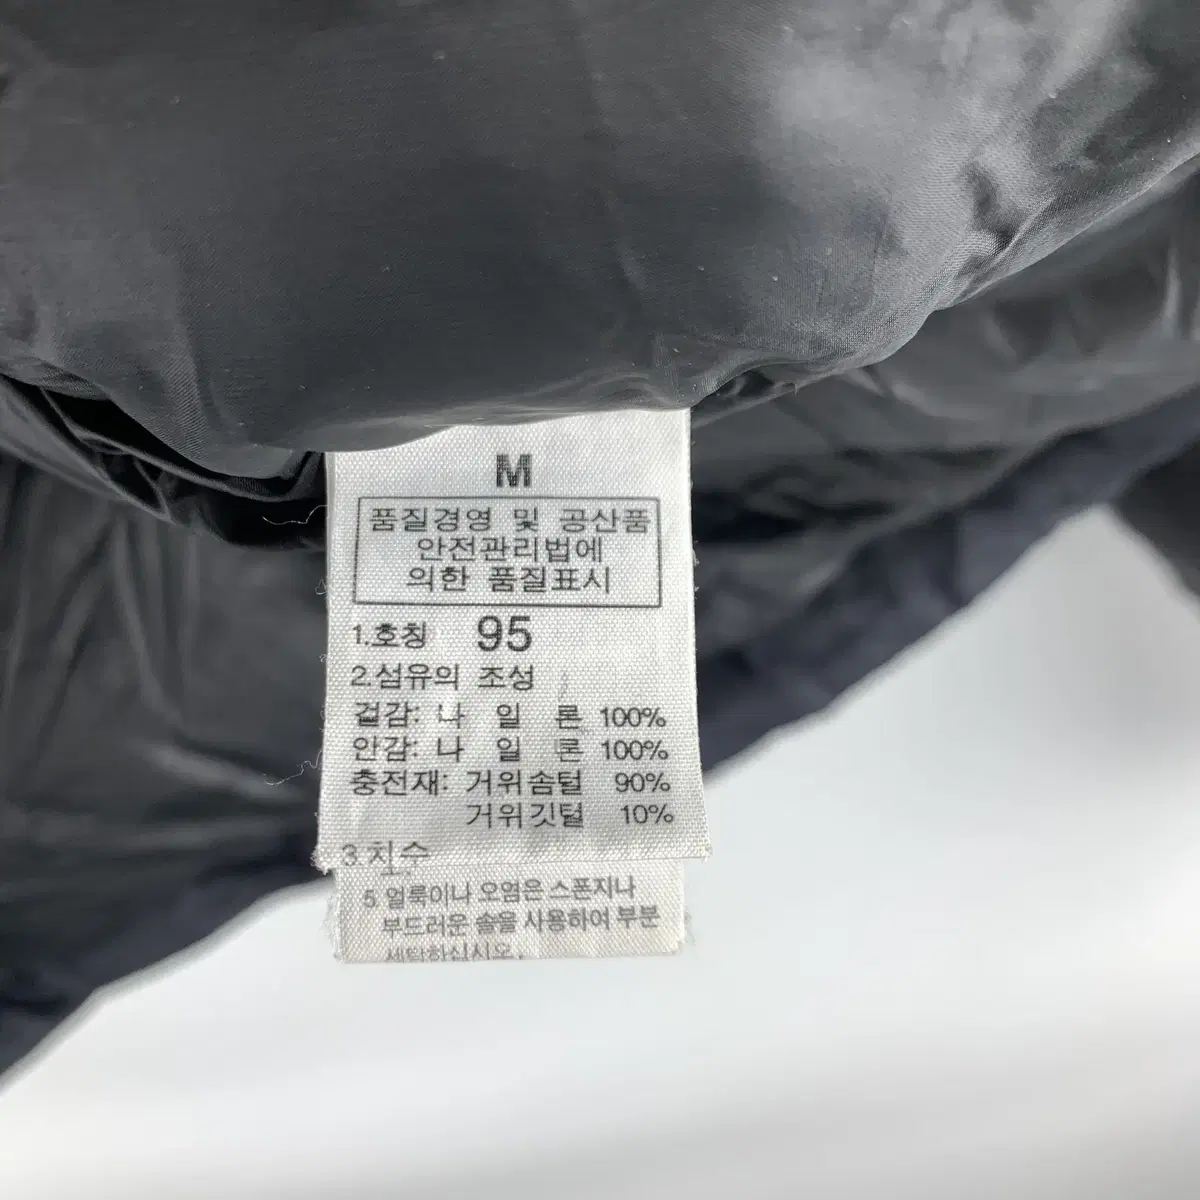 M
품질경영 및 공산품
안전관리법에
의한 품질표시
1.호칭 95
2.섬유의 조성
겉감: 나 일 론 100%
안감: 나 일 론 100%
충전재: 거위솜털 90%
거위깃털 10%
3.치수
5 얼룩이나 오염은 스폰지나
부드러운 솔을 사용하여 부분
세탁하십시오.